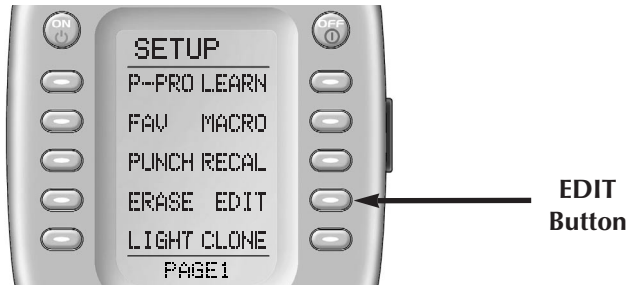 ON OFF
SETUP
P-PRO LEARN
FAV MACRO
PUNCH RECAL
ERASE EDIT
LIGHT CLONE
PAGE1
EDIT
Button